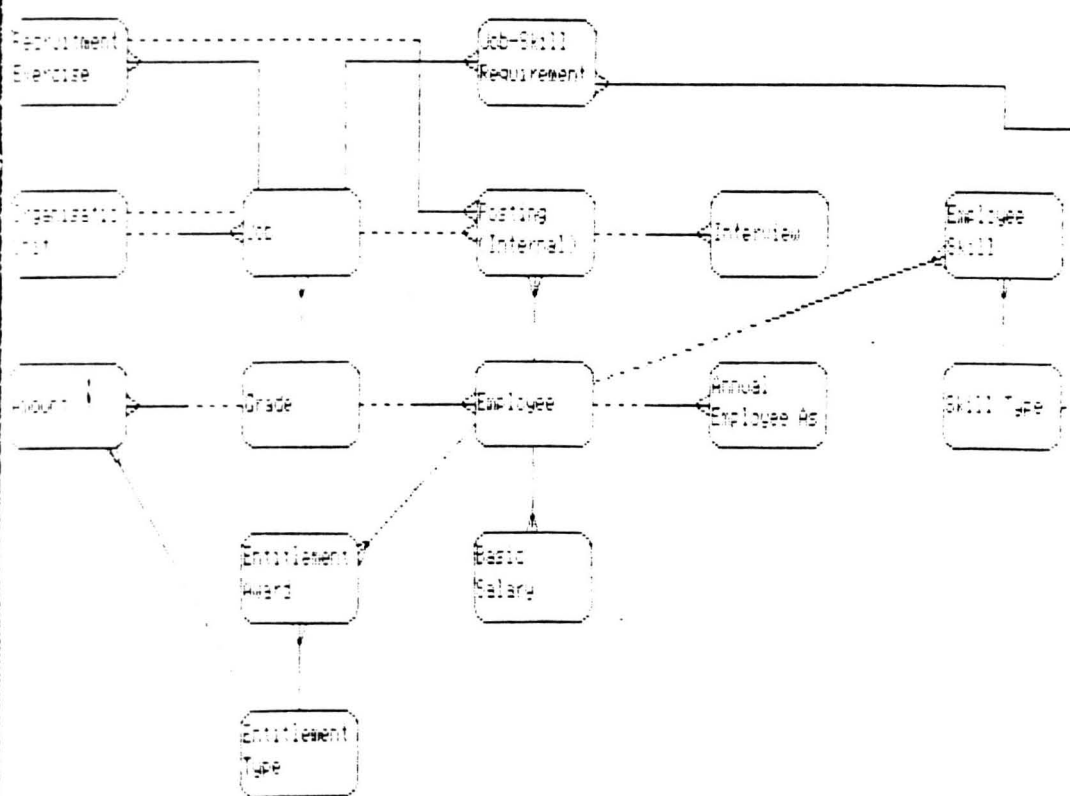 Recruitment
Exercise
Job-Skill
Requirement
Organisatio
Unit
Job
Posting
(Internal)
Interview
Employee
Skill
Amount
Grade
Employee
Annual
Employee As
Skill Type
Entitlement
Award
Basic
Salary
Entitlement
Type